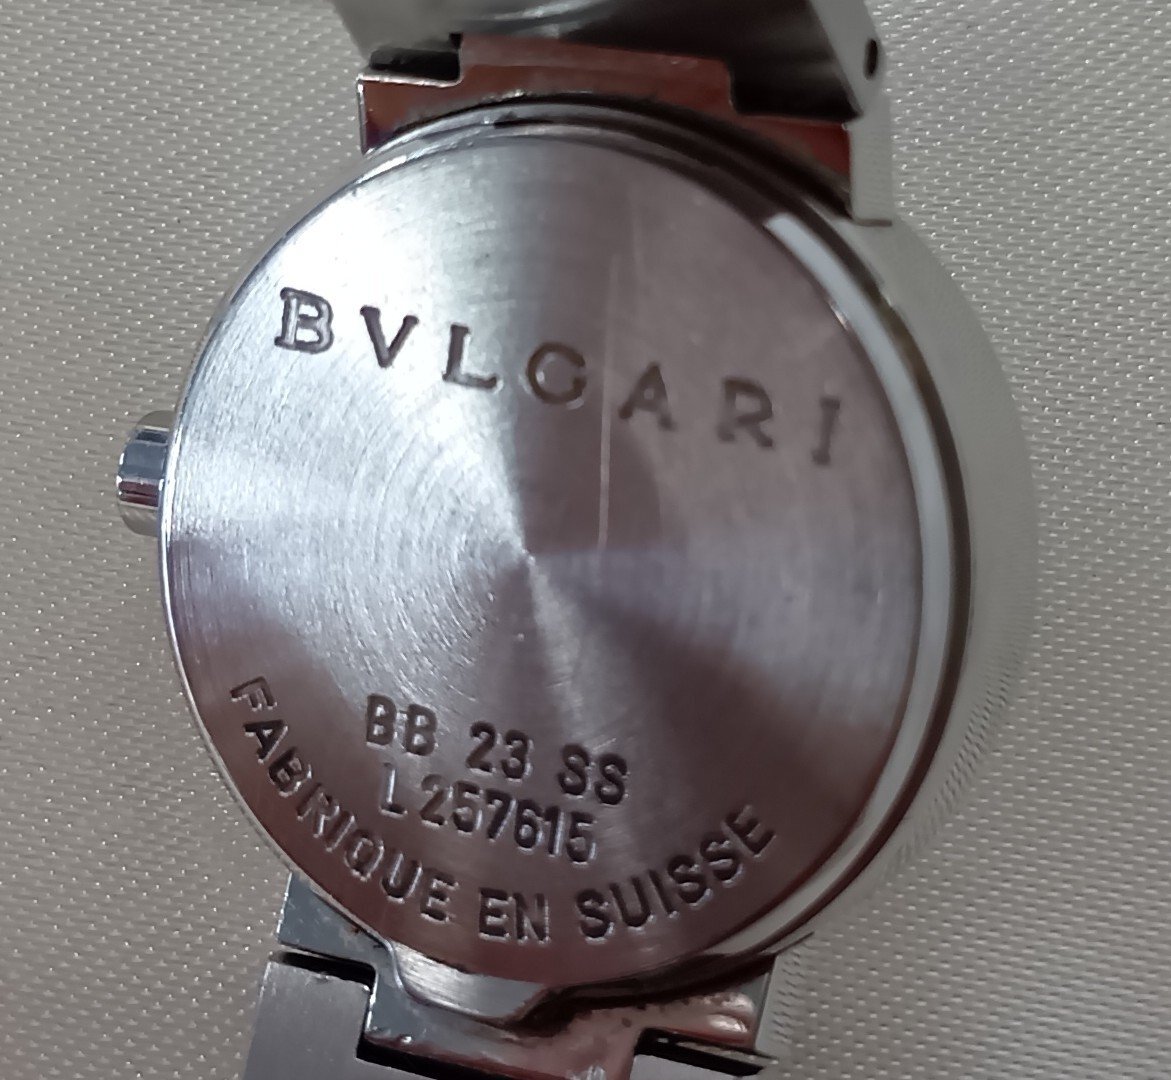 BVLGARI
BB 23 SS
L257615
FABRIQUE EN SUISSE